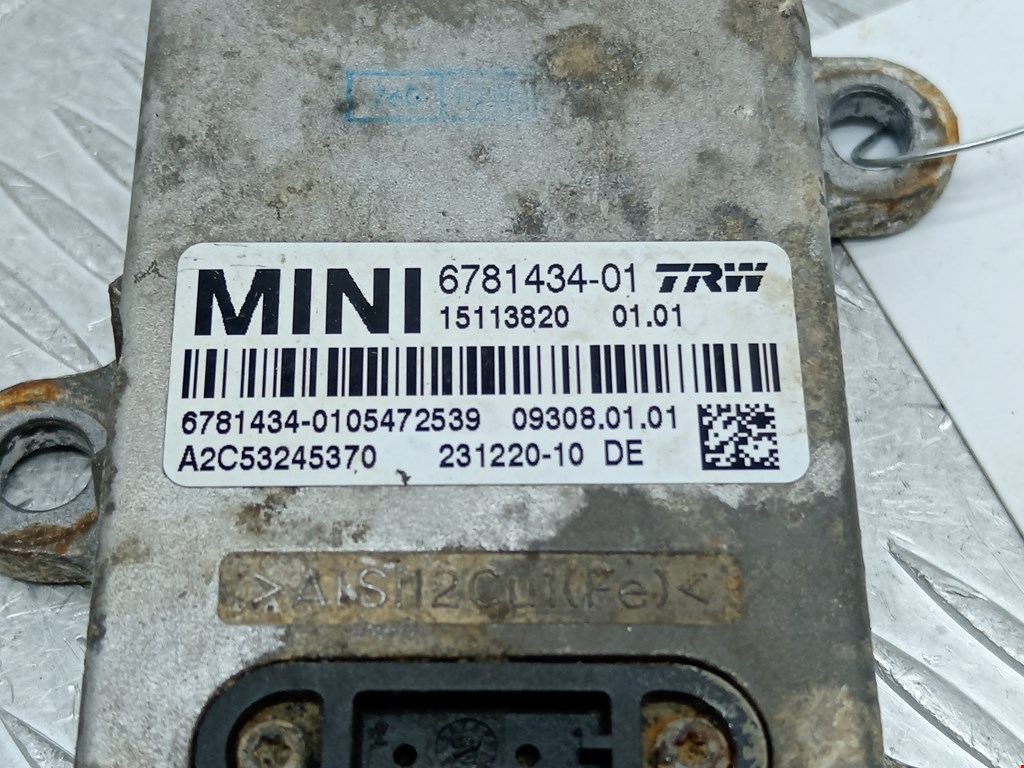 MINI 6781434-01 TRW
15113820 01.01
6781434-0105472539 09308.01.01
A2C53245370 231220-10 DE
>AlSi12Cu1(Fe)<